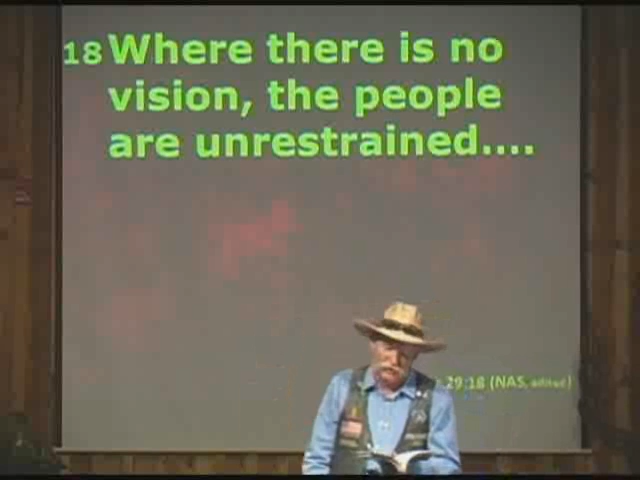 18 Where there is no
vision, the people
are unrestrained....
29:18 (NAS, edited)